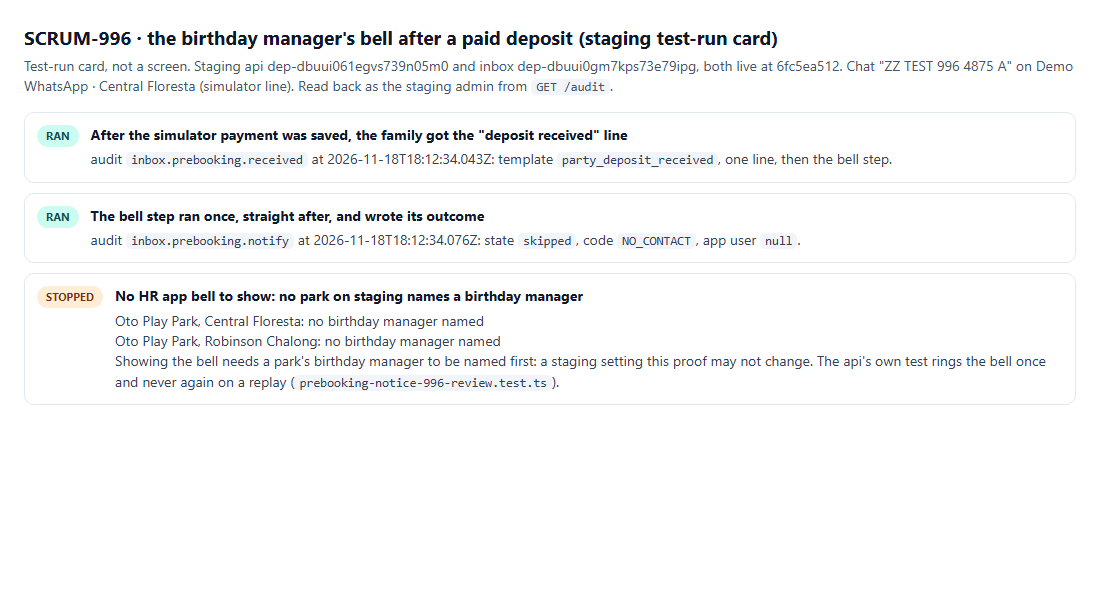 SCRUM-996 · the birthday manager's bell after a paid deposit (staging test-run card)
Test-run card, not a screen. Staging api dep-dbuui061egvs739n05m0 and inbox dep-dbuui0gm7kps73e79ipg, both live at 6fc5ea512. Chat "ZZ TEST 996 4875 A" on Demo
WhatsApp · Central Floresta (simulator line). Read back as the staging admin from GET /audit.
RAN After the simulator payment was saved, the family got the "deposit received" line
audit inbox.prebooking.received at 2026-11-18T18:12:34.043Z: template party_deposit_received, one line, then the bell step.
RAN The bell step ran once, straight after, and wrote its outcome
audit inbox.prebooking.notify at 2026-11-18T18:12:34.076Z: state skipped, code NO_CONTACT, app user null.
STOPPED No HR app bell to show: no park on staging names a birthday manager
Oto Play Park, Central Floresta: no birthday manager named
Oto Play Park, Robinson Chalong: no birthday manager named
Showing the bell needs a park's birthday manager to be named first: a staging setting this proof may not change. The api's own test rings the bell once
and never again on a replay ( prebooking-notice-996-review.test.ts ).